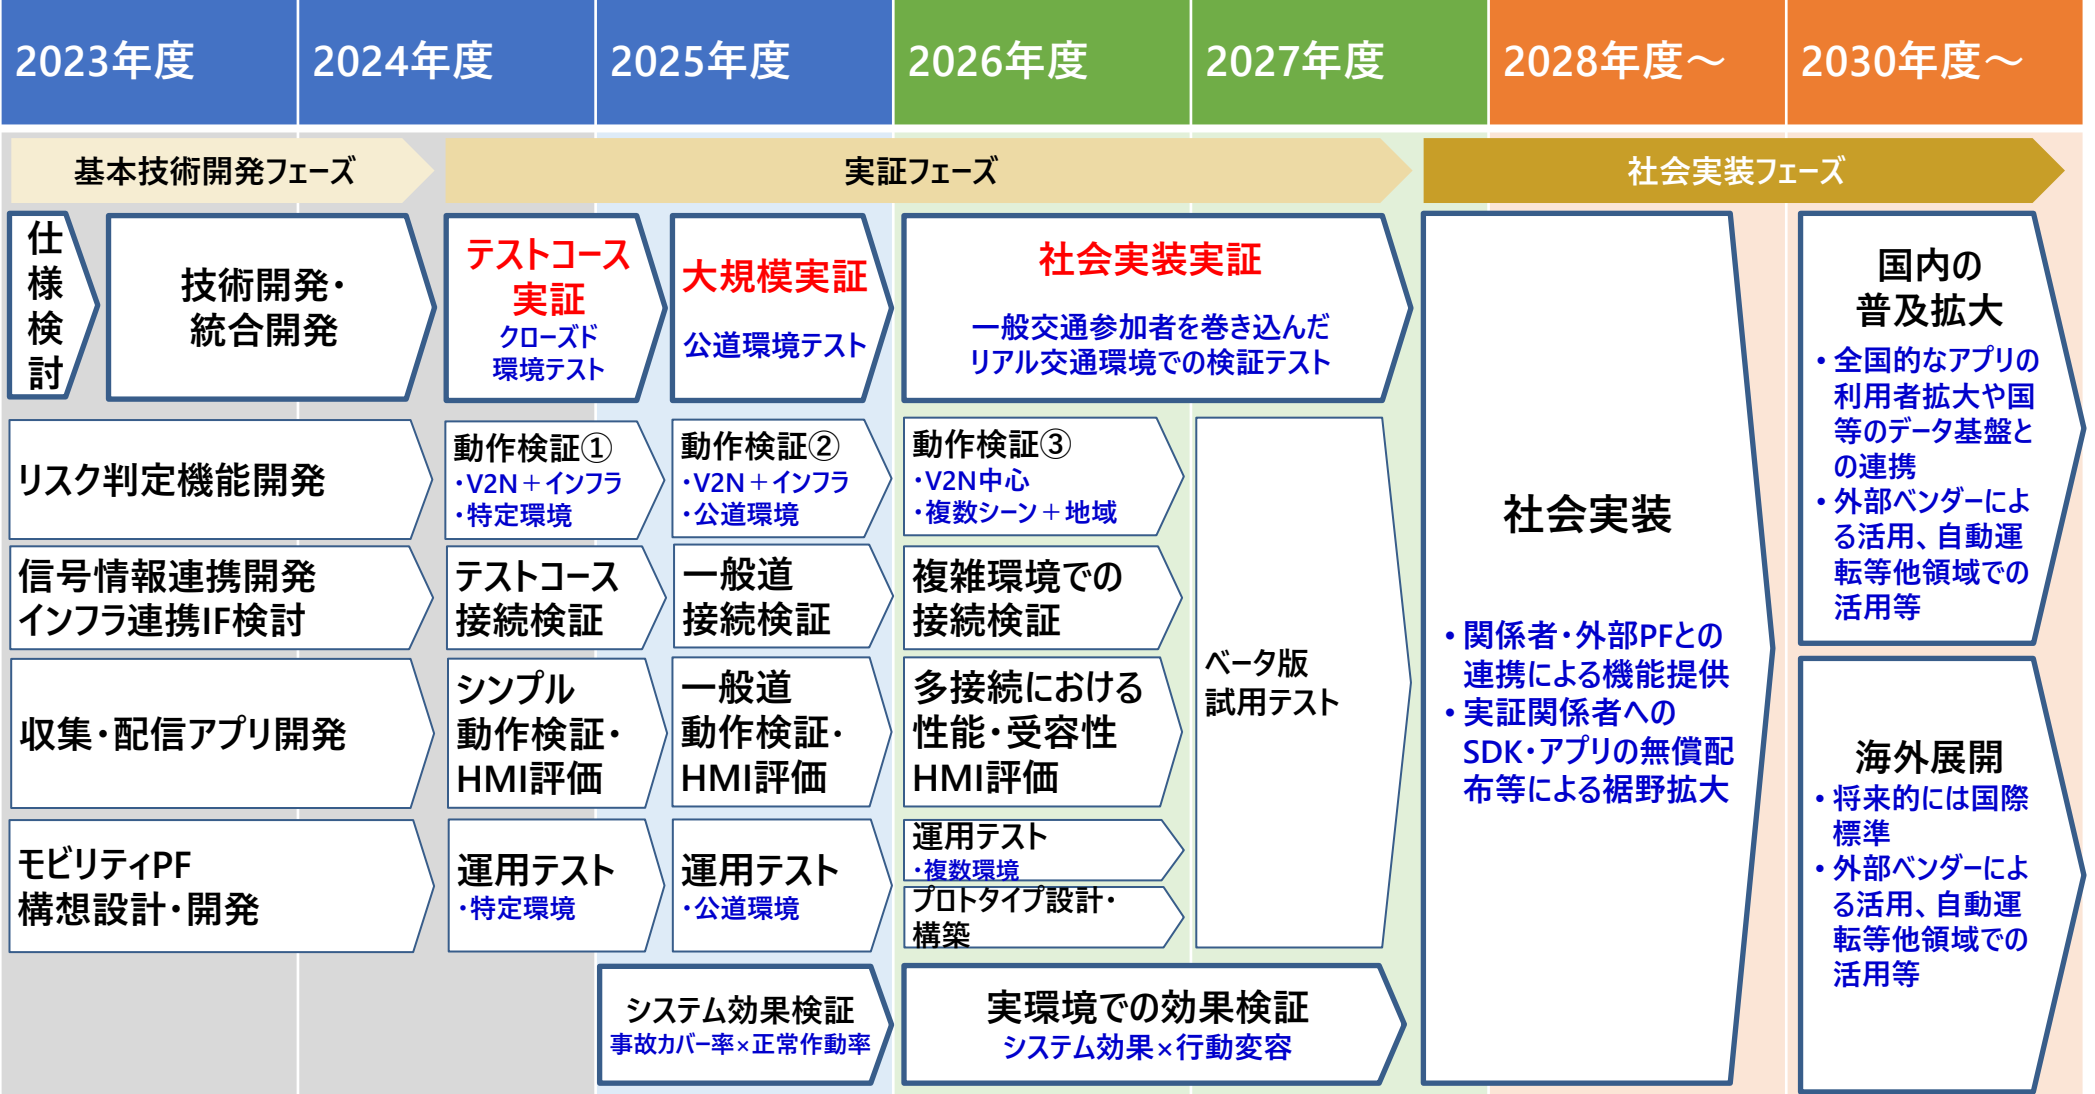 2023年度
2024年度
2025年度
2026年度
2027年度
2028年度～
2030年度～
基本技術開発フェーズ
実証フェーズ
社会実装フェーズ
仕
様
検
討
技術開発・
統合開発
テストコース
実証
クローズド
環境テスト
大規模実証
公道環境テスト
社会実装実証
一般交通参加者を巻き込んだ
リアル交通環境での検証テスト
リスク判定機能開発
動作検証①
・V2N＋インフラ
・特定環境
動作検証②
・V2N＋インフラ
・公道環境
動作検証③
・V2N中心
・複数シーン＋地域
信号情報連携開発
インフラ連携IF検討
テストコース
接続検証
一般道
接続検証
複雑環境での
接続検証
収集・配信アプリ開発
シンプル
動作検証・
HMI評価
一般道
動作検証・
HMI評価
多接続における
性能・受容性
HMI評価
モビリティPF
構想設計・開発
運用テスト
・特定環境
運用テスト
・公道環境
運用テスト
・複数環境
プロトタイプ設計・
構築
ベータ版
試用テスト
システム効果検証
事故カバー率×正常作動率
実環境での効果検証
システム効果×行動変容
社会実装
• 関係者・外部PFとの
連携による機能提供
• 実証関係者への
SDK・アプリの無償配
布等による裾野拡大
国内の
普及拡大
• 全国的なアプリの
利用者拡大や国
等のデータ基盤と
の連携
• 外部ベンダーによ
る活用、自動運
転等他領域での
活用等
海外展開
• 将来的には国際
標準
• 外部ベンダーによ
る活用、自動運
転等他領域での
活用等